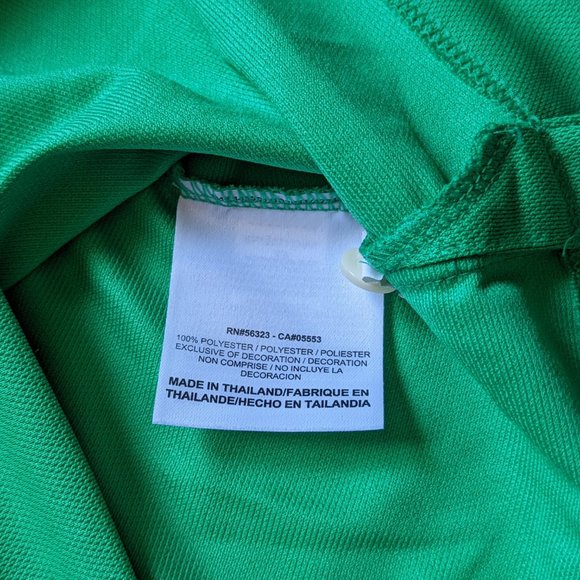 RN#56323 - CA#05553
100% POLYESTER / POLYESTER / POLIESTER
EXCLUSIVE OF DECORATION / DECORATION
NON COMPRISE / NO INCLUYE LA
DECORACION
MADE IN THAILAND/FABRIQUE EN
THAILANDE/HECHO EN TAILANDIA